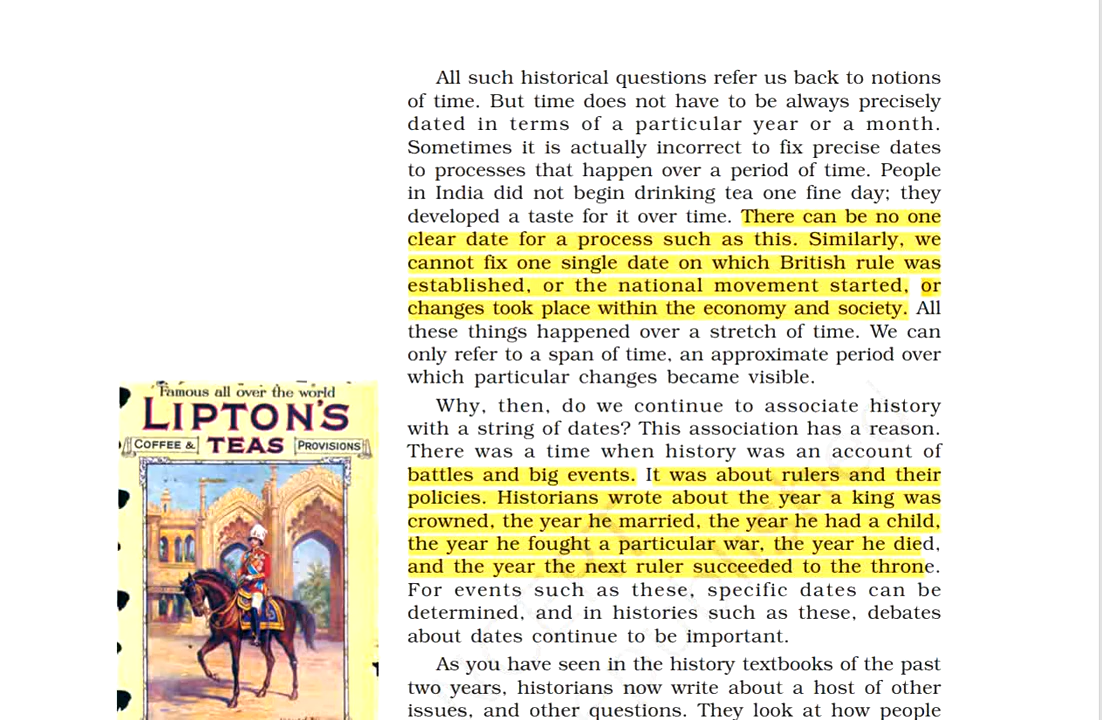 All such historical questions refer us back to notions
of time. But time does not have to be always precisely
dated in terms of a particular year or a month.
Sometimes it is actually incorrect to fix precise dates
to processes that happen over a period of time. People
in India did not begin drinking tea one fine day; they
developed a taste for it over time. There can be no one
clear date for a process such as this. Similarly, we
cannot fix one single date on which British rule was
established, or the national movement started, or
changes took place within the economy and society. All
these things happened over a stretch of time. We can
only refer to a span of time, an approximate period over
which particular changes became visible.
Why, then, do we continue to associate history
with a string of dates? This association has a reason.
There was a time when history was an account of
battles and big events. It was about rulers and their
policies. Historians wrote about the year a king was
crowned, the year he married, the year he had a child,
the year he fought a particular war, the year he died,
and the year the next ruler succeeded to the throne.
For events such as these, specific dates can be
determined, and in histories such as these, debates
about dates continue to be important.
As you have seen in the history textbooks of the past
two years, historians now write about a host of other
issues, and other questions. They look at how people
Famous all over the world
LIPTON'S
COFFEE & TEAS PROVISIONS